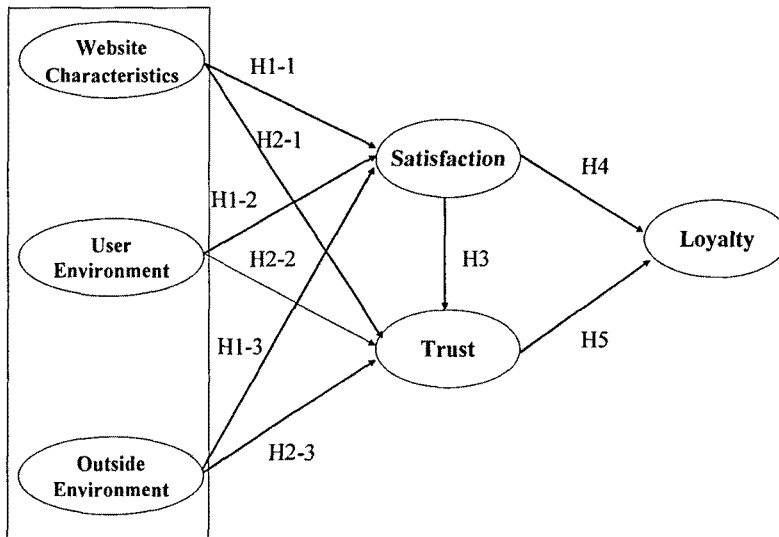 Website
Characteristics
H1-1
H2-1
Satisfaction
H4
H1-2
User
Environment
H2-2
H3
Loyalty
H1-3
Trust
H5
H2-3
Outside
Environment